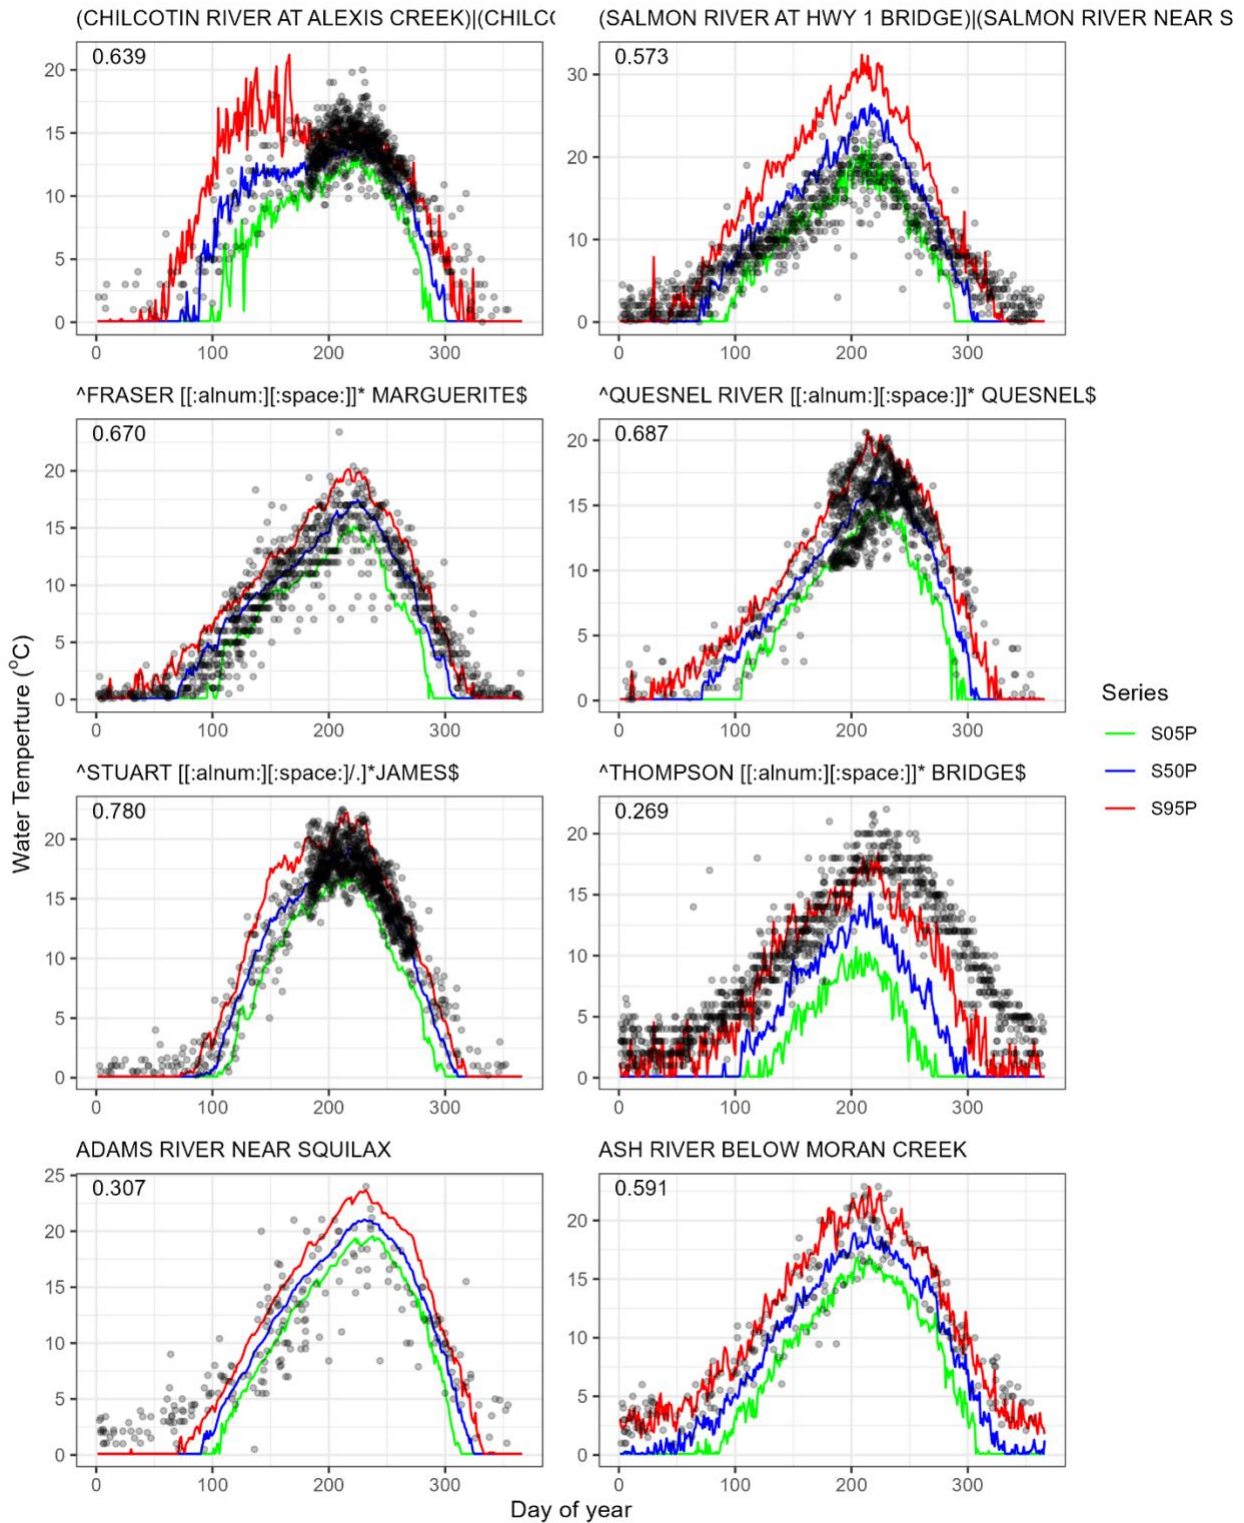 (CHILCOTIN RIVER AT ALEXIS CREEK)|(CHILC
(SALMON RIVER AT HWY 1 BRIDGE)|(SALMON RIVER NEAR S
0.639
0.573
20
15
10
5
0
30
20
10
0
0 100 200 300
0 100 200 300
^FRASER [[:alnum:][:space:]]* MARGUERITE$
^QUESNEL RIVER [[:alnum:][:space:]]* QUESNEL$
0.670
0.687
20
15
10
5
0
20
15
10
5
0
0 100 200 300
0 100 200 300
^STUART [[:alnum:][:space:]/.]*JAMES$
^THOMPSON [[:alnum:][:space:]]* BRIDGE$
0.780
0.269
20
15
10
5
0
20
15
10
5
0
0 100 200 300
0 100 200 300
ADAMS RIVER NEAR SQUILAX
ASH RIVER BELOW MORAN CREEK
0.307
0.591
25
20
15
10
5
0
20
15
10
5
0
0 100 200 300
0 100 200 300
Water Temperture (°C)
Day of year
Series
S05P
S50P
S95P